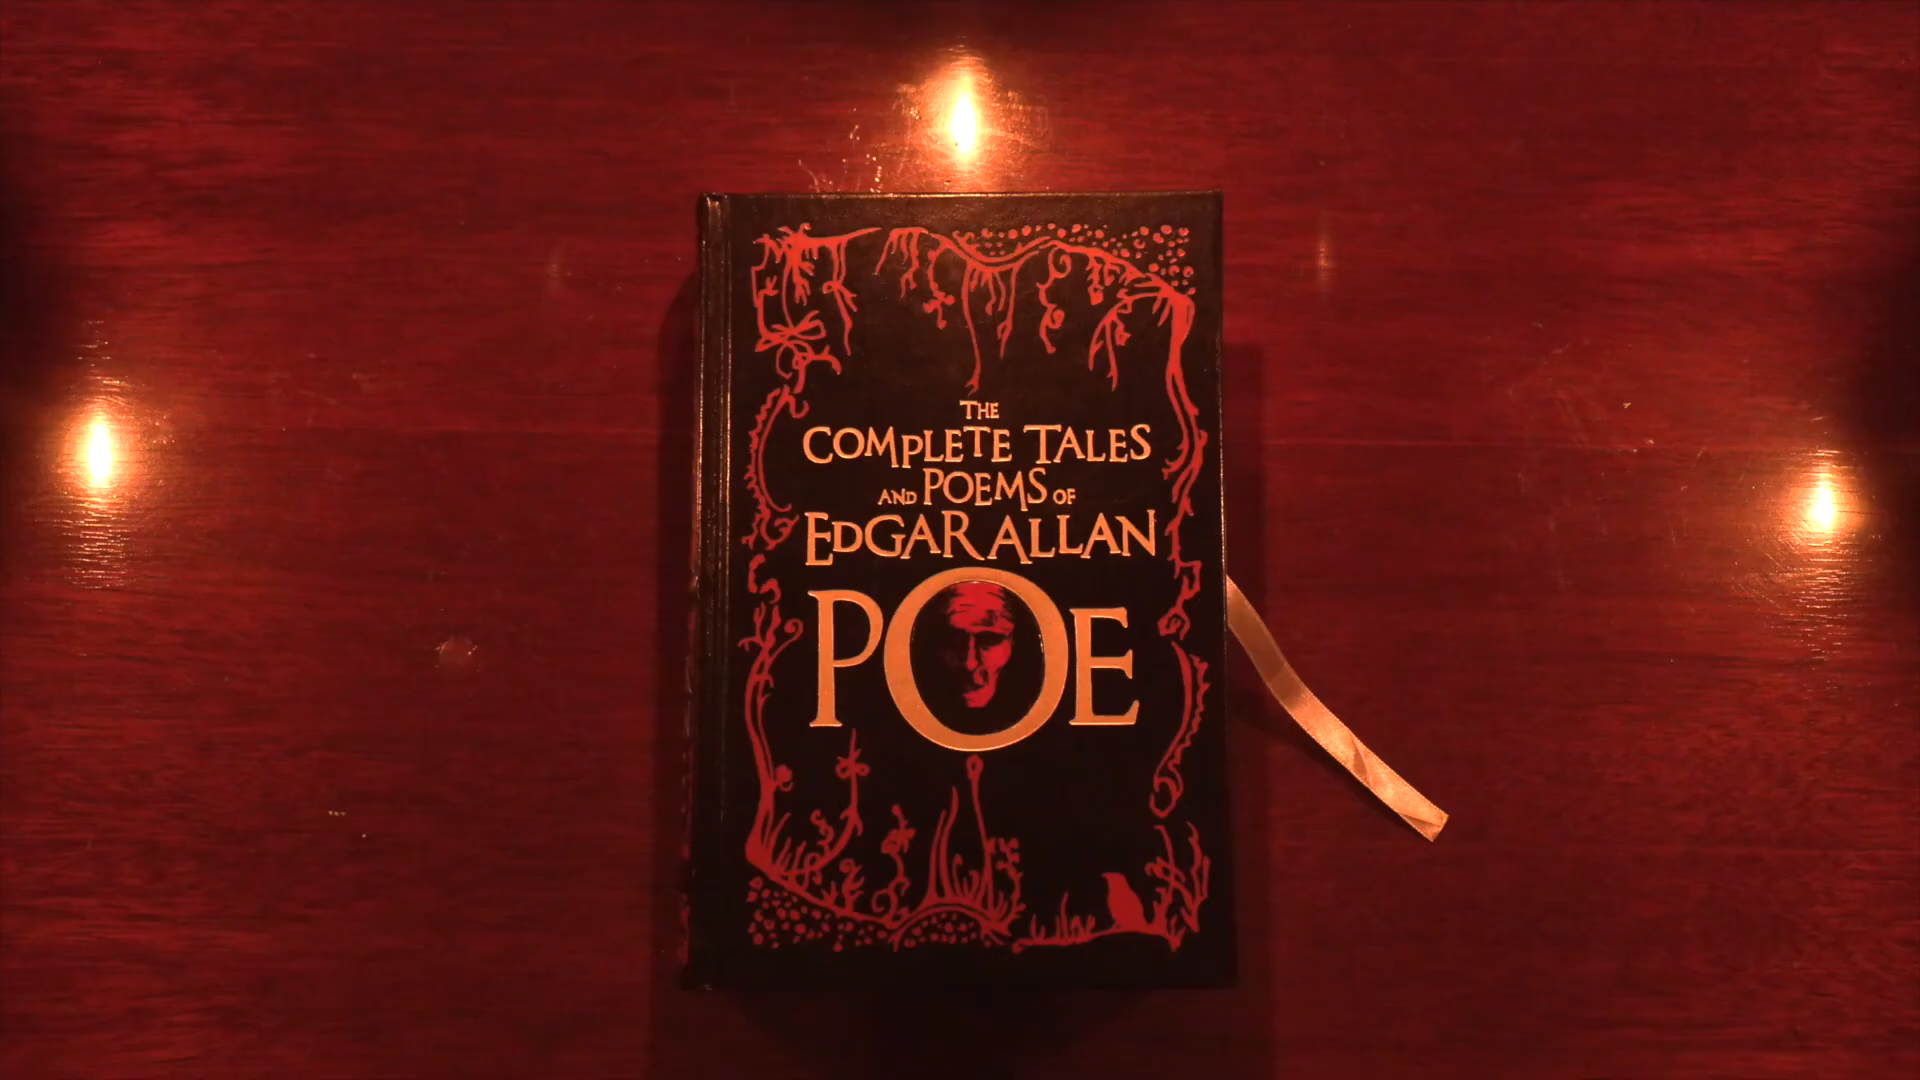 THE
COMPLETE TALES
AND POEMS OF
EDGAR ALLAN
POE